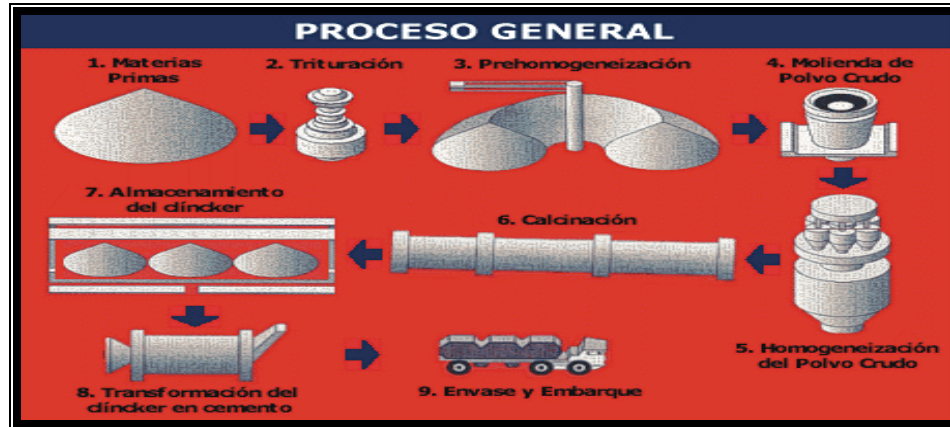 PROCESO GENERAL
1. Materias
Primas
2. Trituración
3. Prehomogeneización
4. Molienda de
Polvo Crudo
7. Almacenamiento
del clíncker
6. Calcinación
5. Homogeneización
del Polvo Crudo
8. Transformación del
clíncker en cemento
9. Envase y Embarque